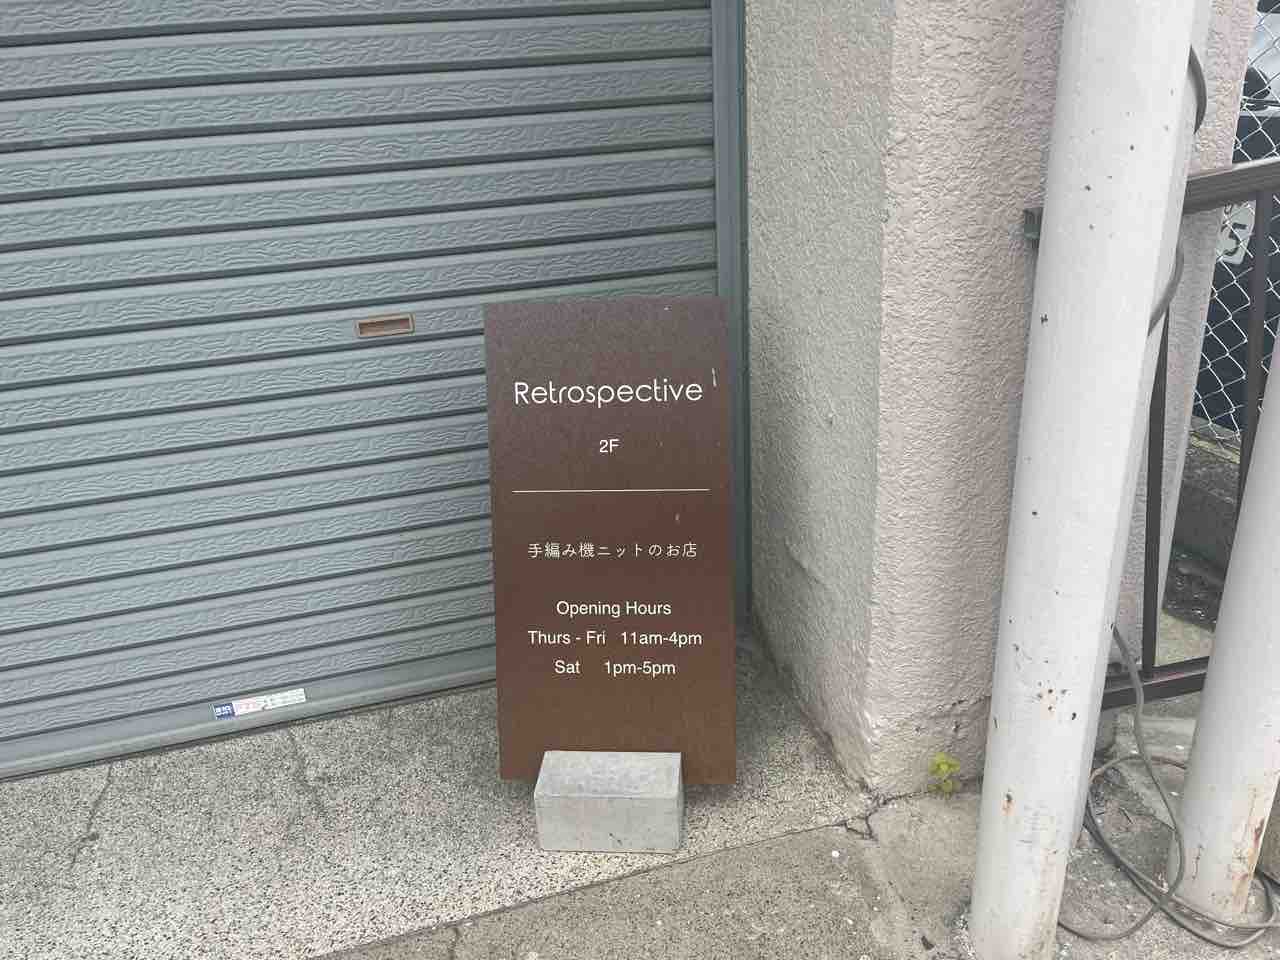 Retrospective
2F
手編み機ニットのお店
Opening Hours
Thurs - Fri 11am-4pm
Sat 1pm-5pm
5